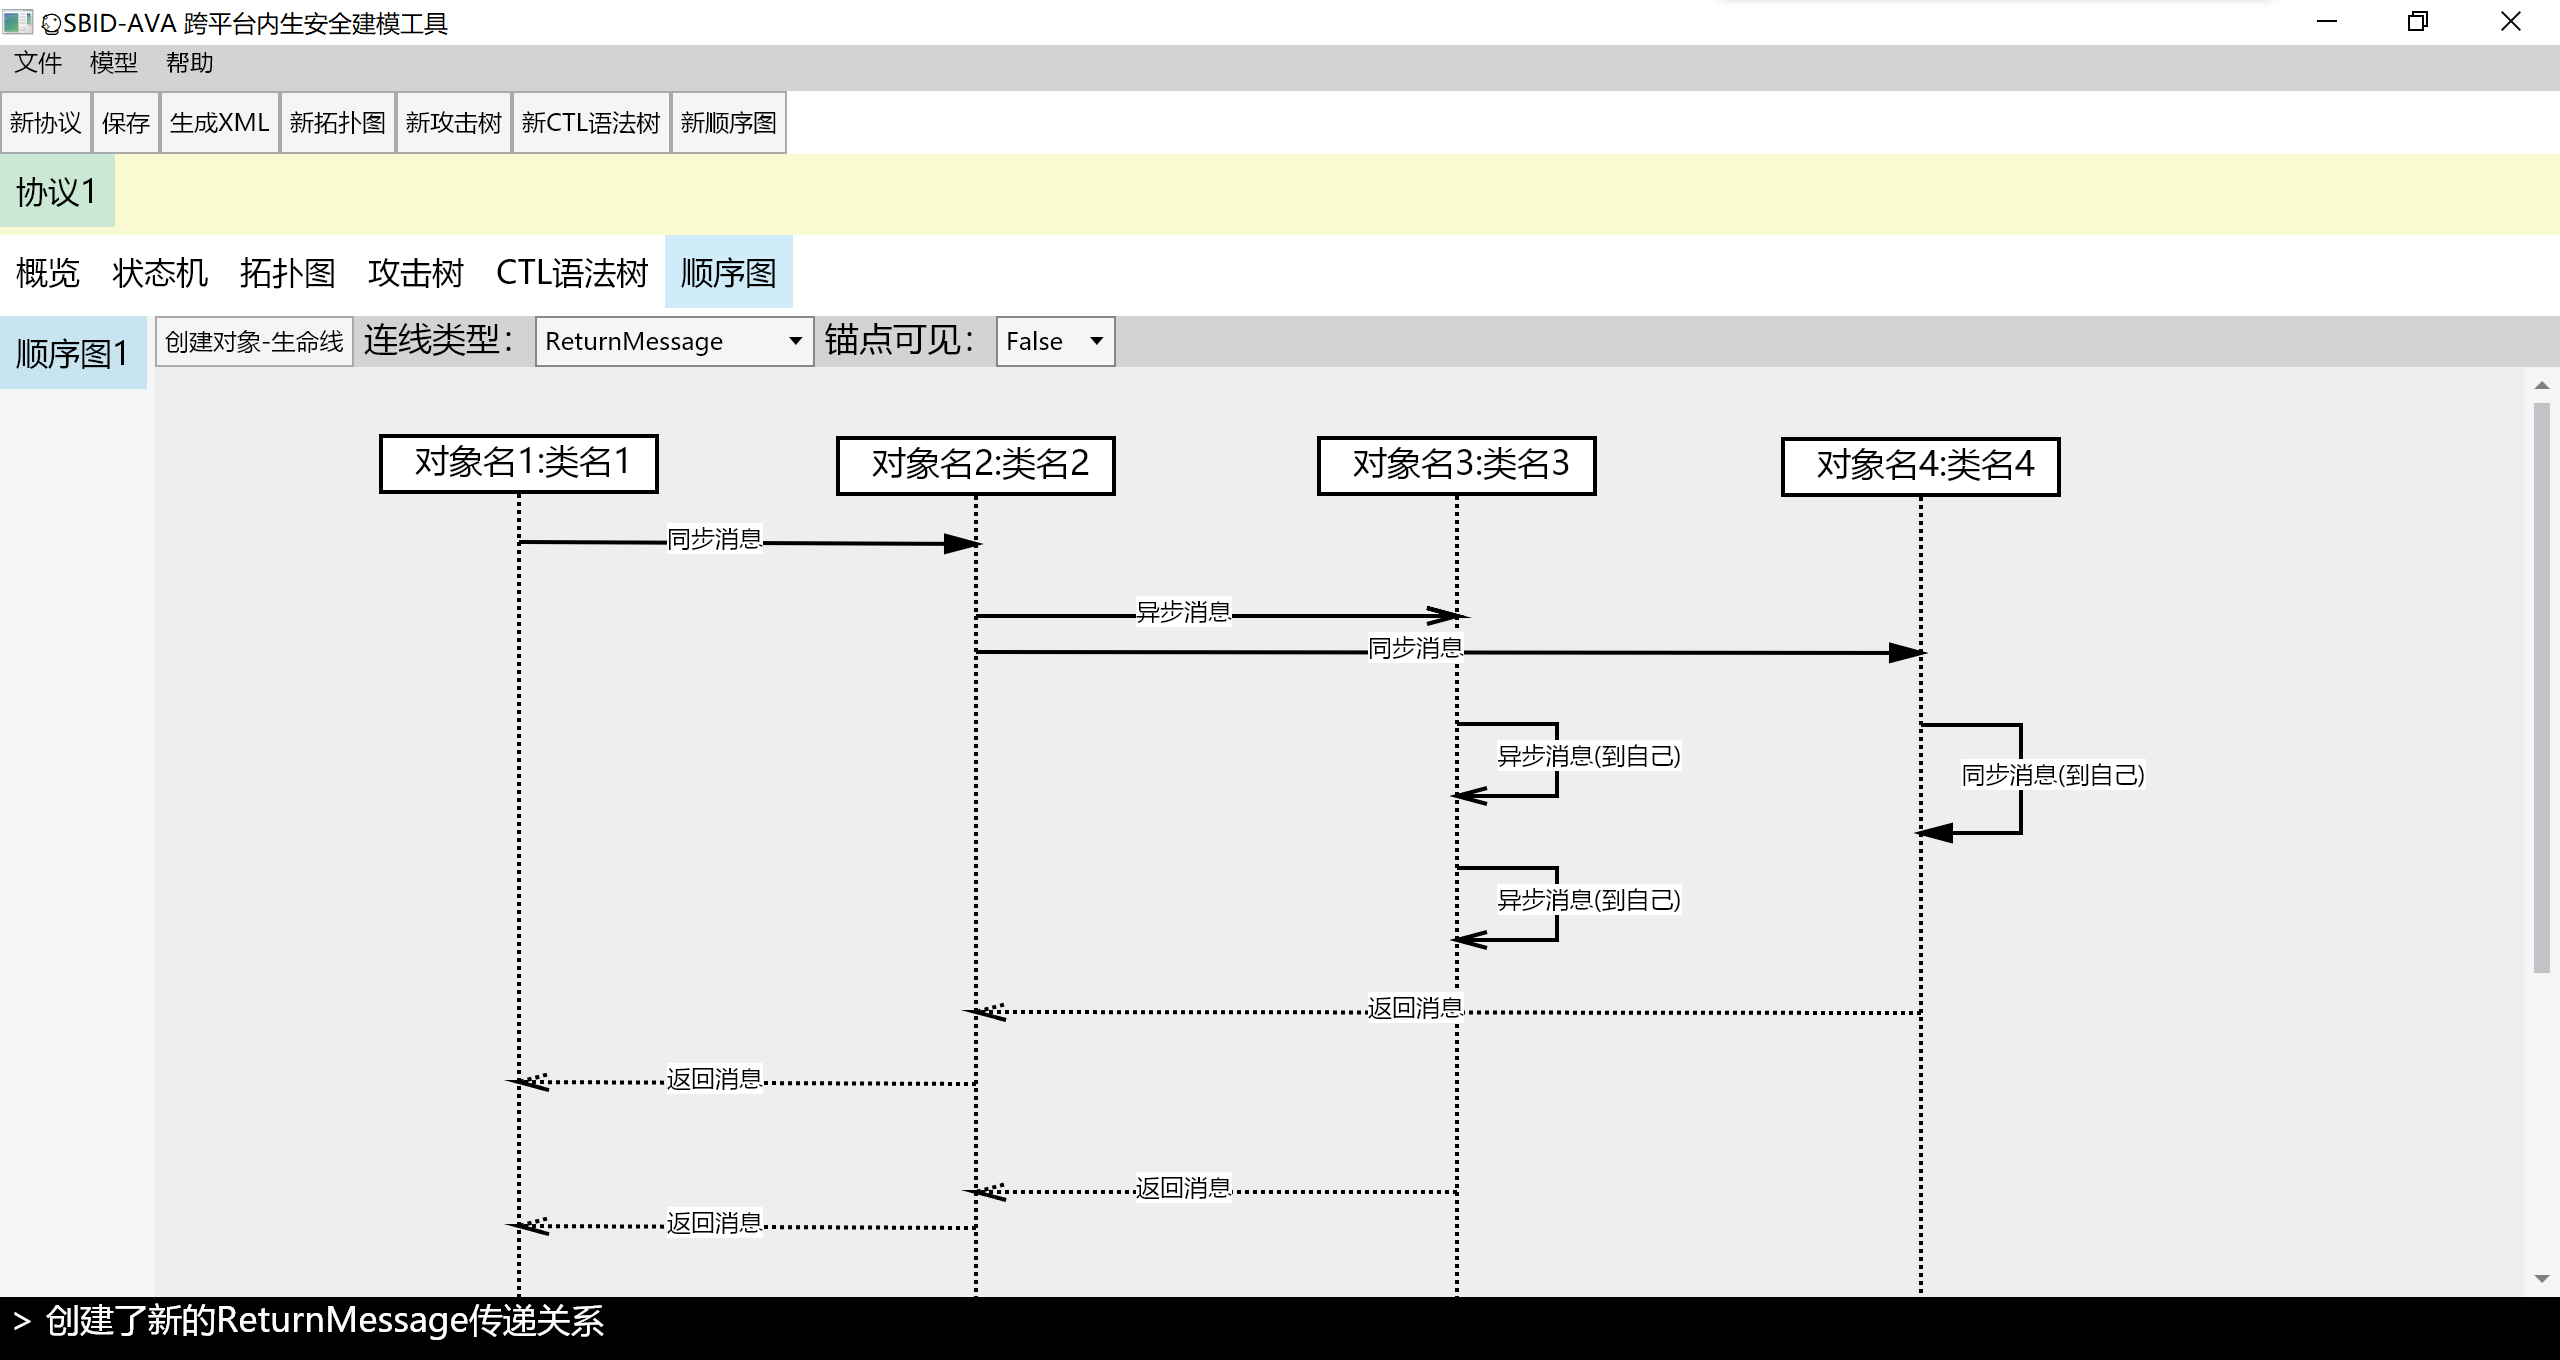 SBID-AVA 跨平台内生安全建模工具
文件 模型 帮助
新协议 保存 生成XML 新拓扑图 新攻击树 新CTL语法树 新顺序图
协议1
概览 状态机 拓扑图 攻击树 CTL语法树 顺序图
顺序图1 创建对象-生命线 连线类型： ReturnMessage 锚点可见： False
对象名1:类名1 对象名2:类名2 对象名3:类名3 对象名4:类名4
同步消息
异步消息
同步消息
异步消息(到自己)
同步消息(到自己)
异步消息(到自己)
返回消息
返回消息
返回消息
返回消息
> 创建了新的ReturnMessage传递关系